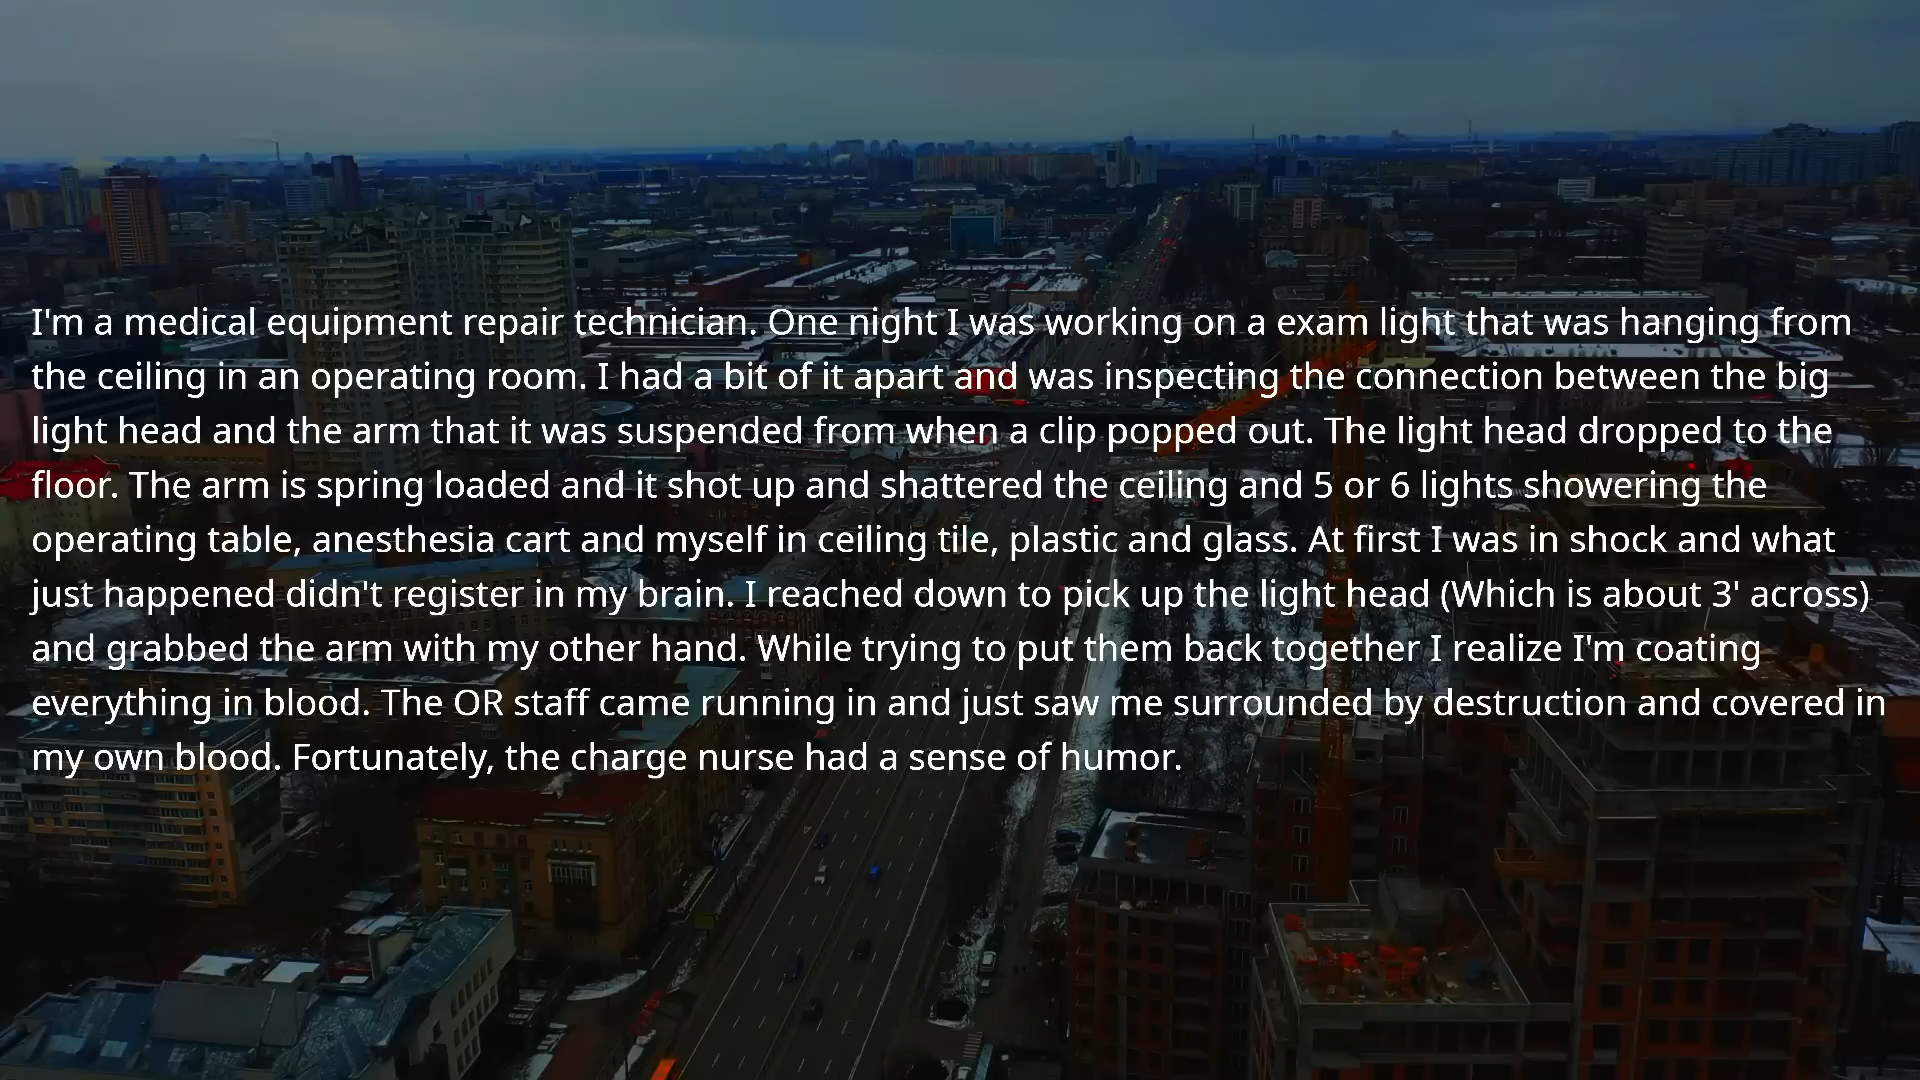 I'm a medical equipment repair technician. One night I was working on a exam light that was hanging from
the ceiling in an operating room. I had a bit of it apart and was inspecting the connection between the big
light head and the arm that it was suspended from when a clip popped out. The light head dropped to the
floor. The arm is spring loaded and it shot up and shattered the ceiling and 5 or 6 lights showering the
operating table, anesthesia cart and myself in ceiling tile, plastic and glass. At first I was in shock and what
just happened didn't register in my brain. I reached down to pick up the light head (Which is about 3' across)
and grabbed the arm with my other hand. While trying to put them back together I realize I'm coating
everything in blood. The OR staff came running in and just saw me surrounded by destruction and covered in
my own blood. Fortunately, the charge nurse had a sense of humor.